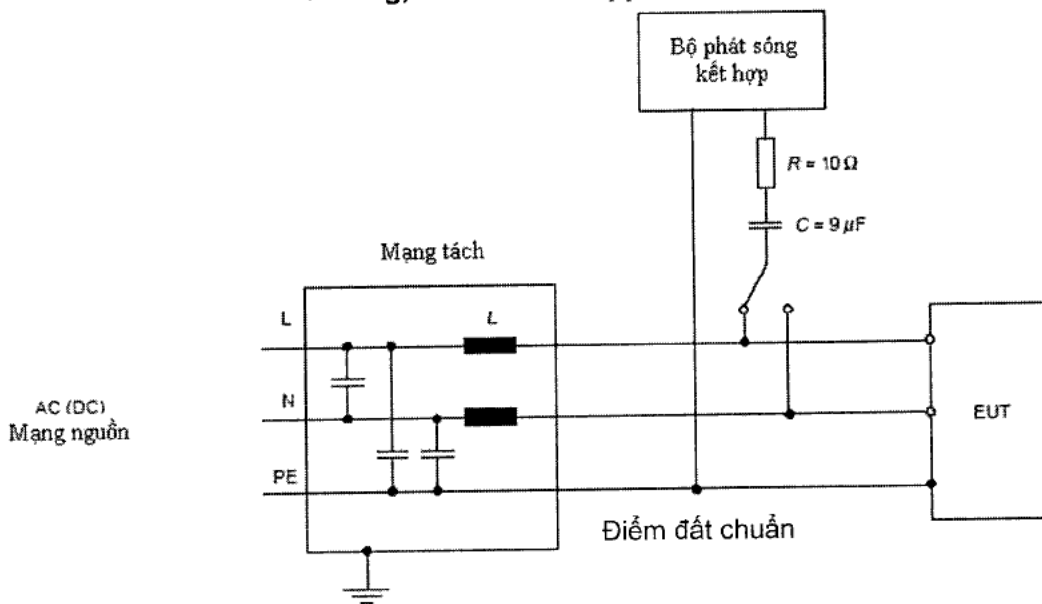 Bộ phát sóng
kết hợp
R = 10 Ω
C = 9 µF
Mạng tách
L
L
N
AC (DC)
Mạng nguồn
EUT
PE
Điểm đất chuẩn